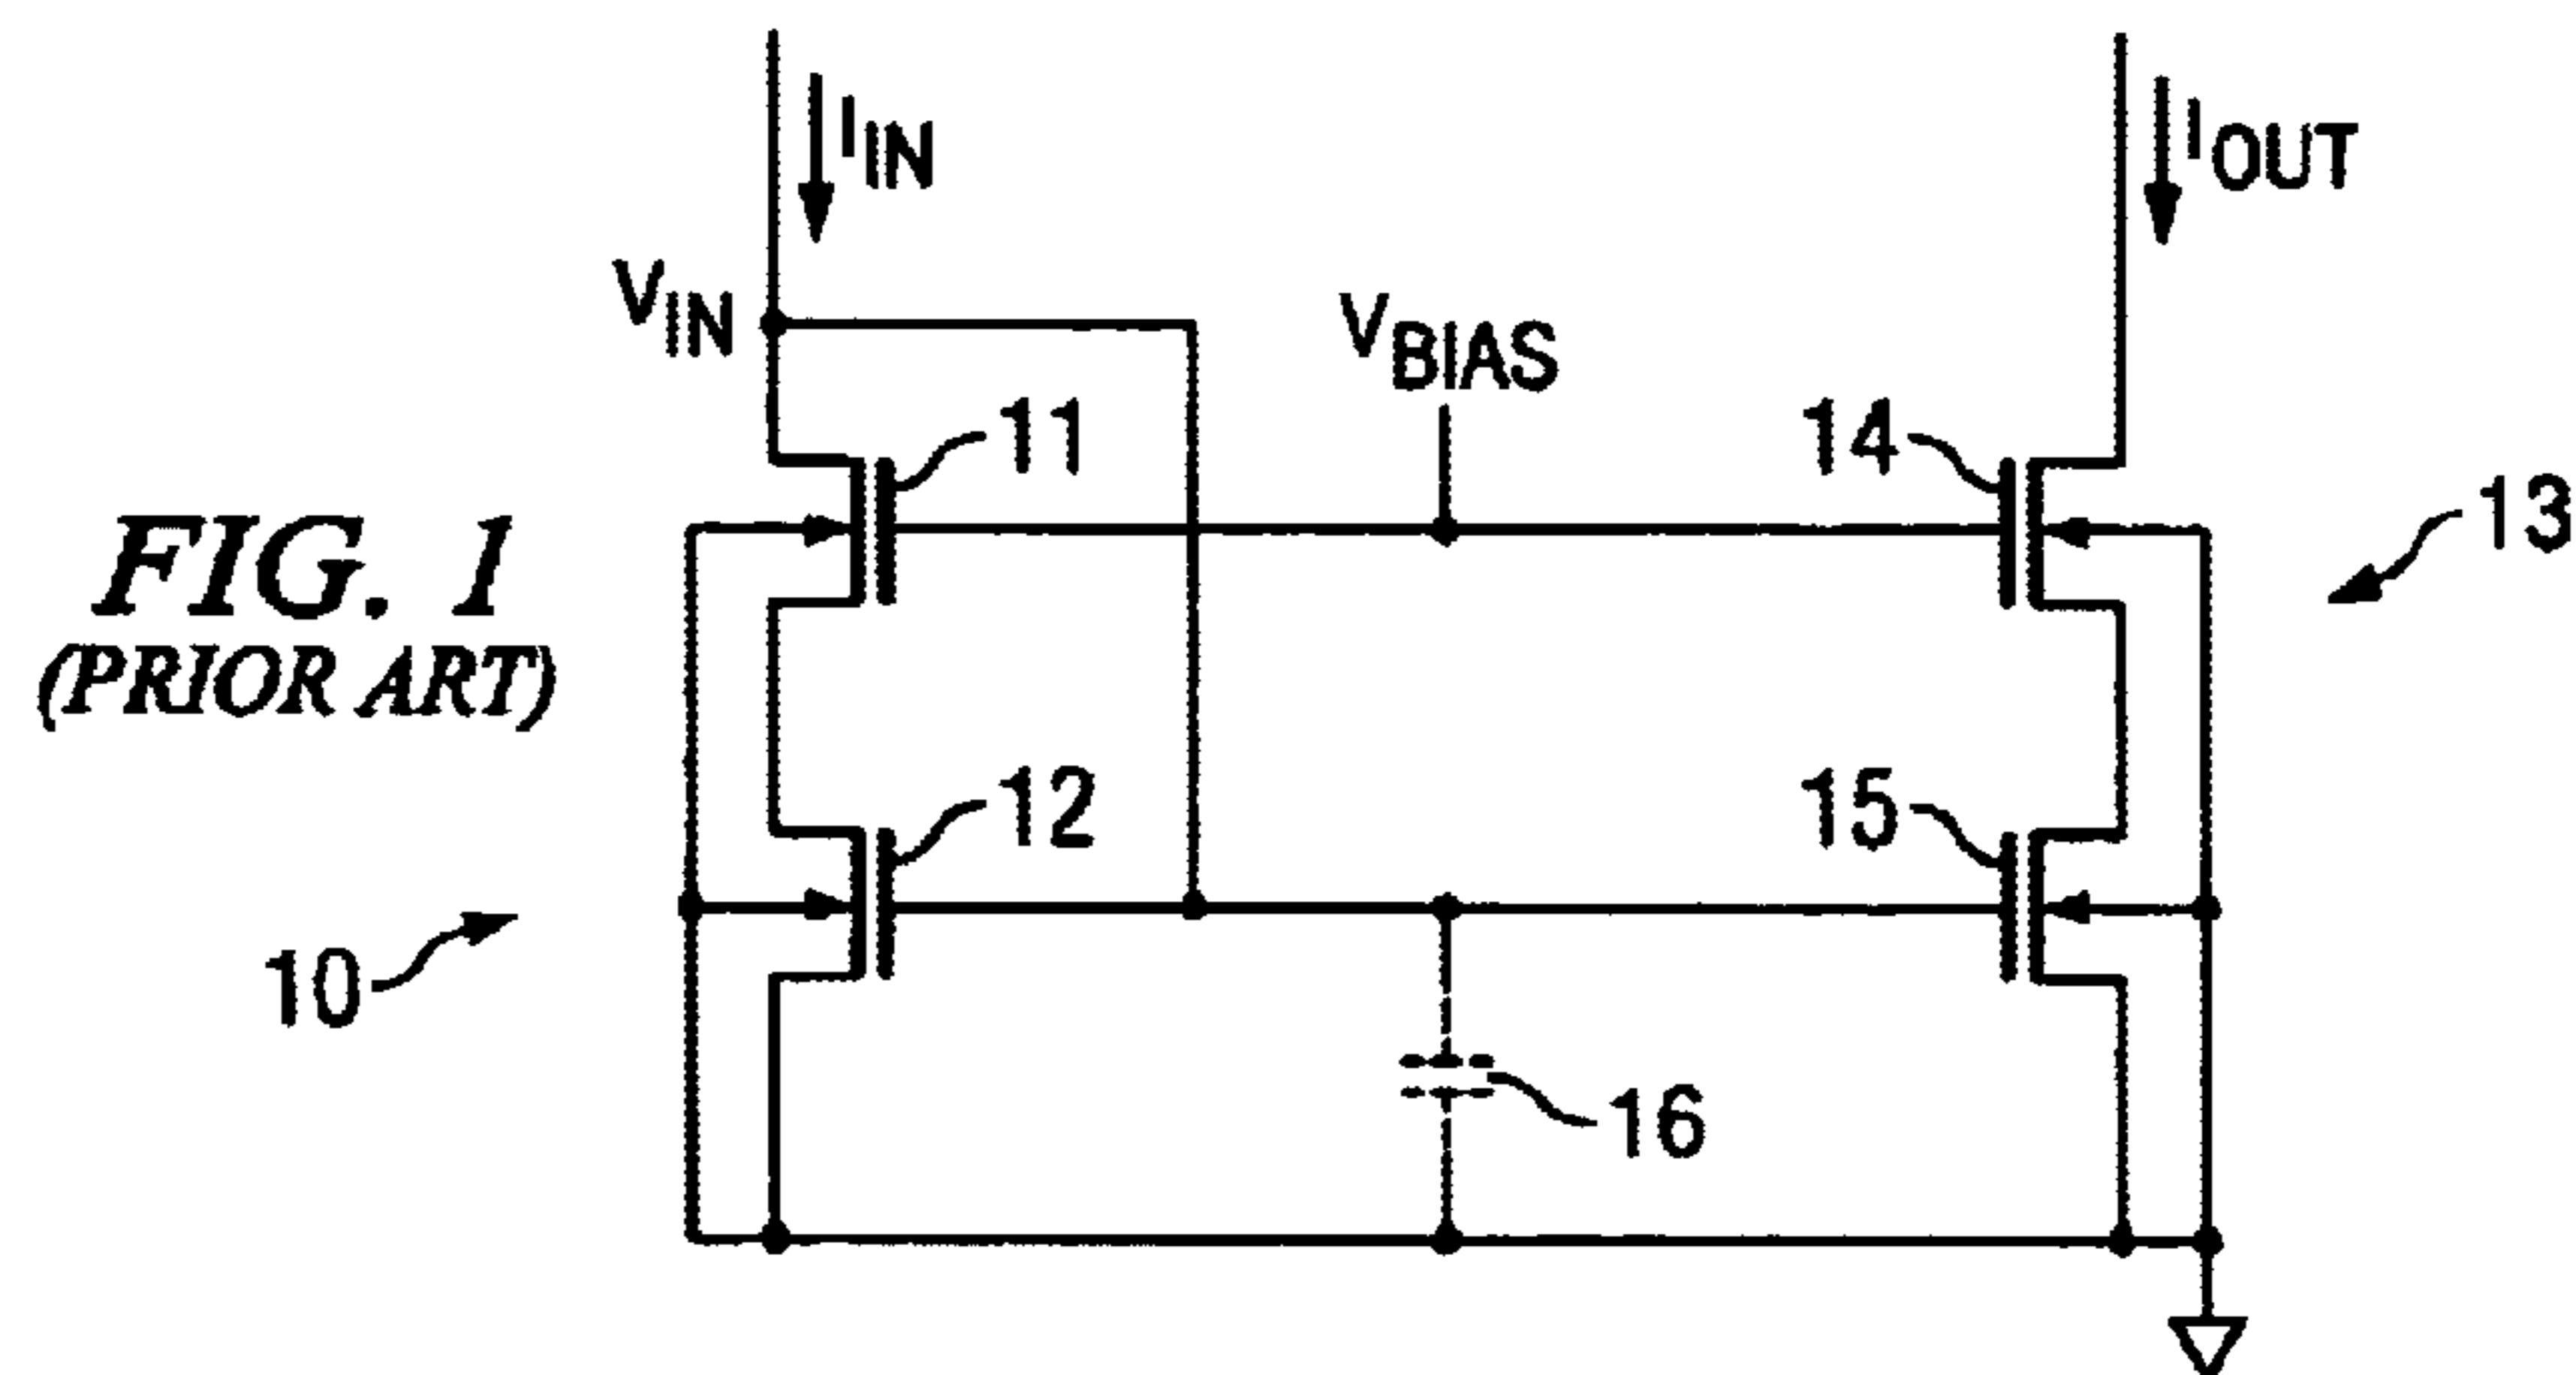 I_IN
I_OUT
V_IN
V_BIAS
11
14
13
FIG. 1
(PRIOR ART)
12
15
10
16